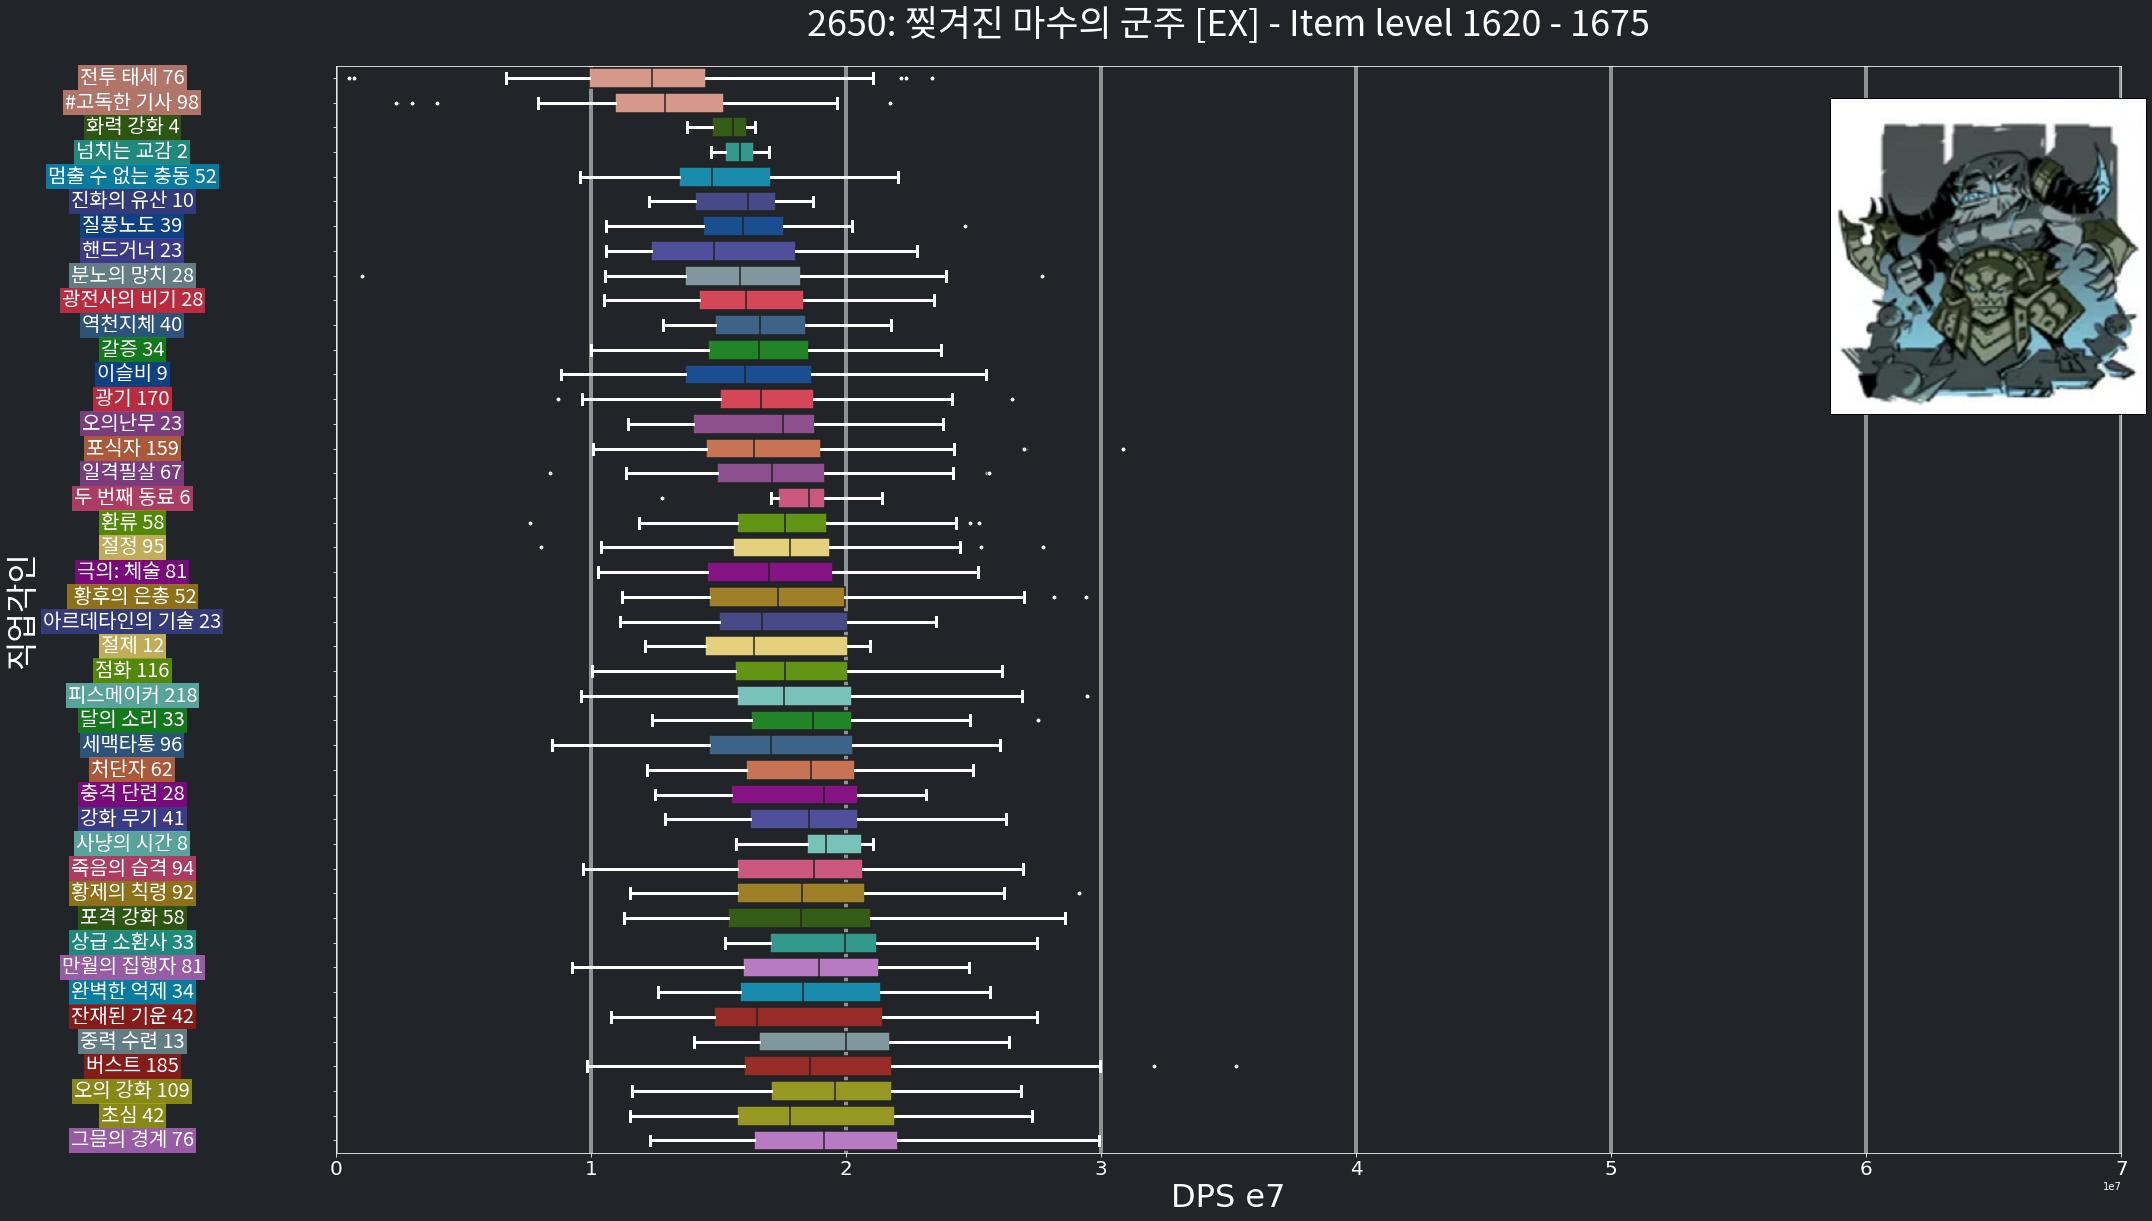 2650: 찢겨진 마수의 군주 [EX] - Item level 1620 - 1675
전투 태세 76
#고독한 기사 98
화력 강화 4
넘치는 교감 2
멈출 수 없는 충동 52
진화의 유산 10
질풍노도 39
핸드거너 23
분노의 망치 28
광전사의 비기 28
역천지체 40
갈증 34
이슬비 9
광기 170
오의난무 23
포식자 159
일격필살 67
두 번째 동료 6
환류 58
절정 95
극의: 체술 81
황후의 은총 52
아르데타인의 기술 23
절제 12
점화 116
피스메이커 218
달의 소리 33
세맥타통 96
처단자 62
충격 단련 28
강화 무기 41
사냥의 시간 8
죽음의 습격 94
황제의 칙령 92
포격 강화 58
상급 소환사 33
만월의 집행자 81
완벽한 억제 34
잔재된 기운 42
중력 수련 13
버스트 185
오의 강화 109
초심 42
그믐의 경계 76
직업각인
0 1 2 3 4 5 6 7
1e7
DPS e7